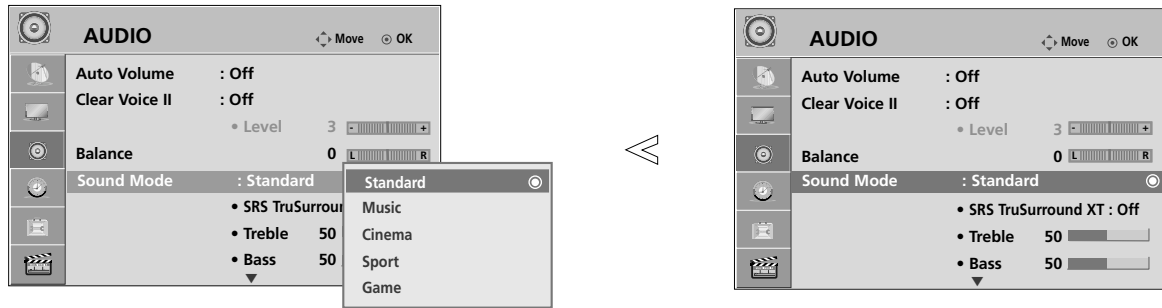 AUDIO Move OK
Auto Volume : Off
Clear Voice II : Off
• Level 3 - +
Balance 0 L R
Sound Mode : Standard
• SRS TruSurroun
• Treble 50
• Bass 50
▼
Standard
Music
Cinema
Sport
Game
AUDIO Move OK
Auto Volume : Off
Clear Voice II : Off
• Level 3 - +
Balance 0 L R
Sound Mode : Standard
• SRS TruSurround XT : Off
• Treble 50
• Bass 50
▼